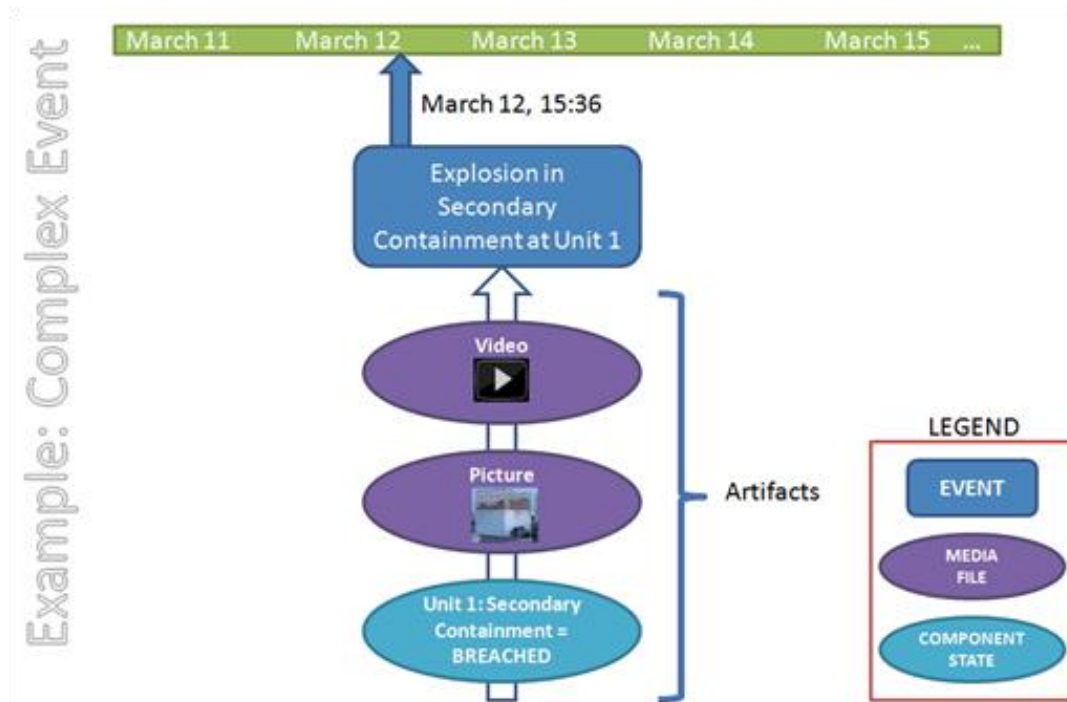 Example: Complex Event
March 11 March 12 March 13 March 14 March 15 ...
March 12, 15:36
Explosion in
Secondary
Containment at Unit 1
Video
Picture
Unit 1: Secondary
Containment =
BREACHED
Artifacts
LEGEND
EVENT
MEDIA
FILE
COMPONENT
STATE